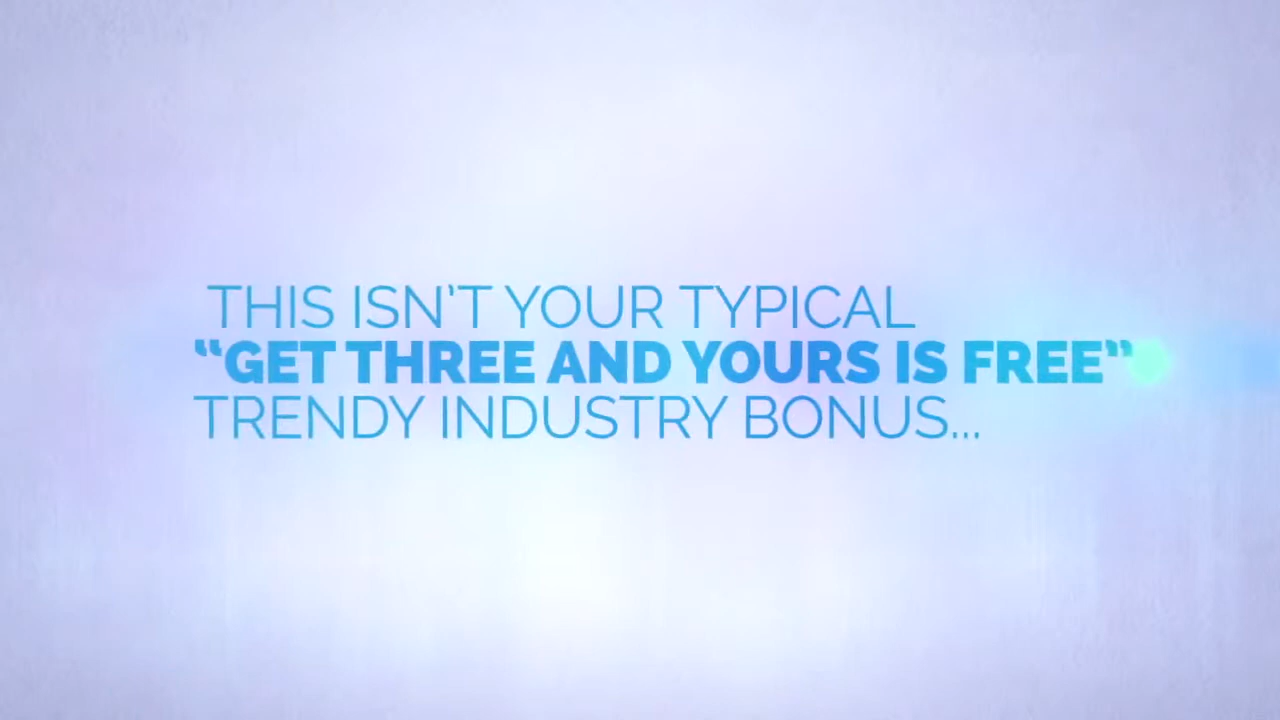 THIS ISN'T YOUR TYPICAL
“GET THREE AND YOURS IS FREE”
TRENDY INDUSTRY BONUS...